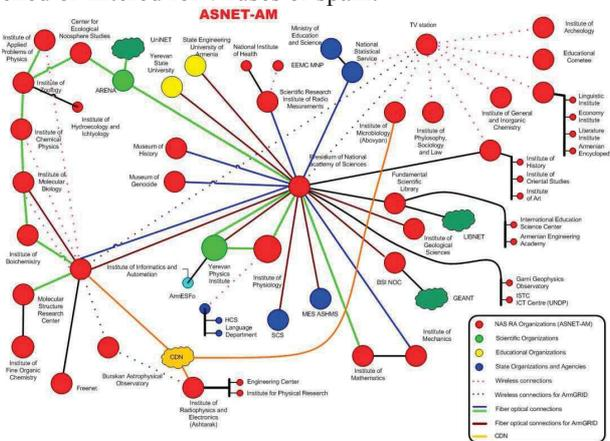 ASNET-AM
Institute of
Applied
Problems of
Physics
Center for
Ecological
Noosphere Studies
UniNET
ARENA
Yerevan
State
University
State Engineering
University of
Armenia
National Institute
of Health
EEMC MNP
Ministry of
Education and Science
National
Statistical
Service
TV station
Institute of
Archeology
Educational
Cometee
Linguistic
Institute
Economy
Institute
Literature
Institute
Armenian
Encycloped
Institute of
Zoology
Institute of
Hydroecology and
Ichtyology
Scientific Research
Institute of Radio
Mesurements
Institute of
Microbiology
(Abovyan)
Institute of
Phylosophy,
Sociology
and Law
Institute of General
and Inorganic
Chemistry
Institute of
Chemical
Physics
Museum of
History
Presidium of National
academy of Sciences
Institute of
History
Institute of
Oriental Studies
Institute
of Art
Institute of
Molecular
Biology
Museum of
Genocide
Fundamental
Scientific
Library
LIBNET
International Education
Science Center
Armenian Engineering
Academy
Institute of
Boichemistry
Institute of Informatics and
Automation
ArmESFo
Yerevan
Physics
Institute
Institute of
Physiology
Institute of
Geological
Sciences
BSI NOC
GEANT
Garni Geophysics
Observatory
ISTC
ICT Centre (UNDP)
Molecular
Structure
Research
Center
HCS
Language
Department
SCS
MES ASHMS
Institute of
Mechanics
Institute of
Fine Organic
Chemistry
Freenet
Burakan Astrophysical
Observatory
CDN
Institute of
Mathematics
Institute of
Radiophysics and
Electronics
(Ashtarak)
Engineering Center
Institute for Physical Research
NAS RA Organizations (ASNET-AM)
Scientific Organizations
Educational Organizations
State Organizations and Agencies
Wireless connections
Wireless connections for ArmGRID
Fiber optical connections
Fiber optical connections for ArmGRID
CDN